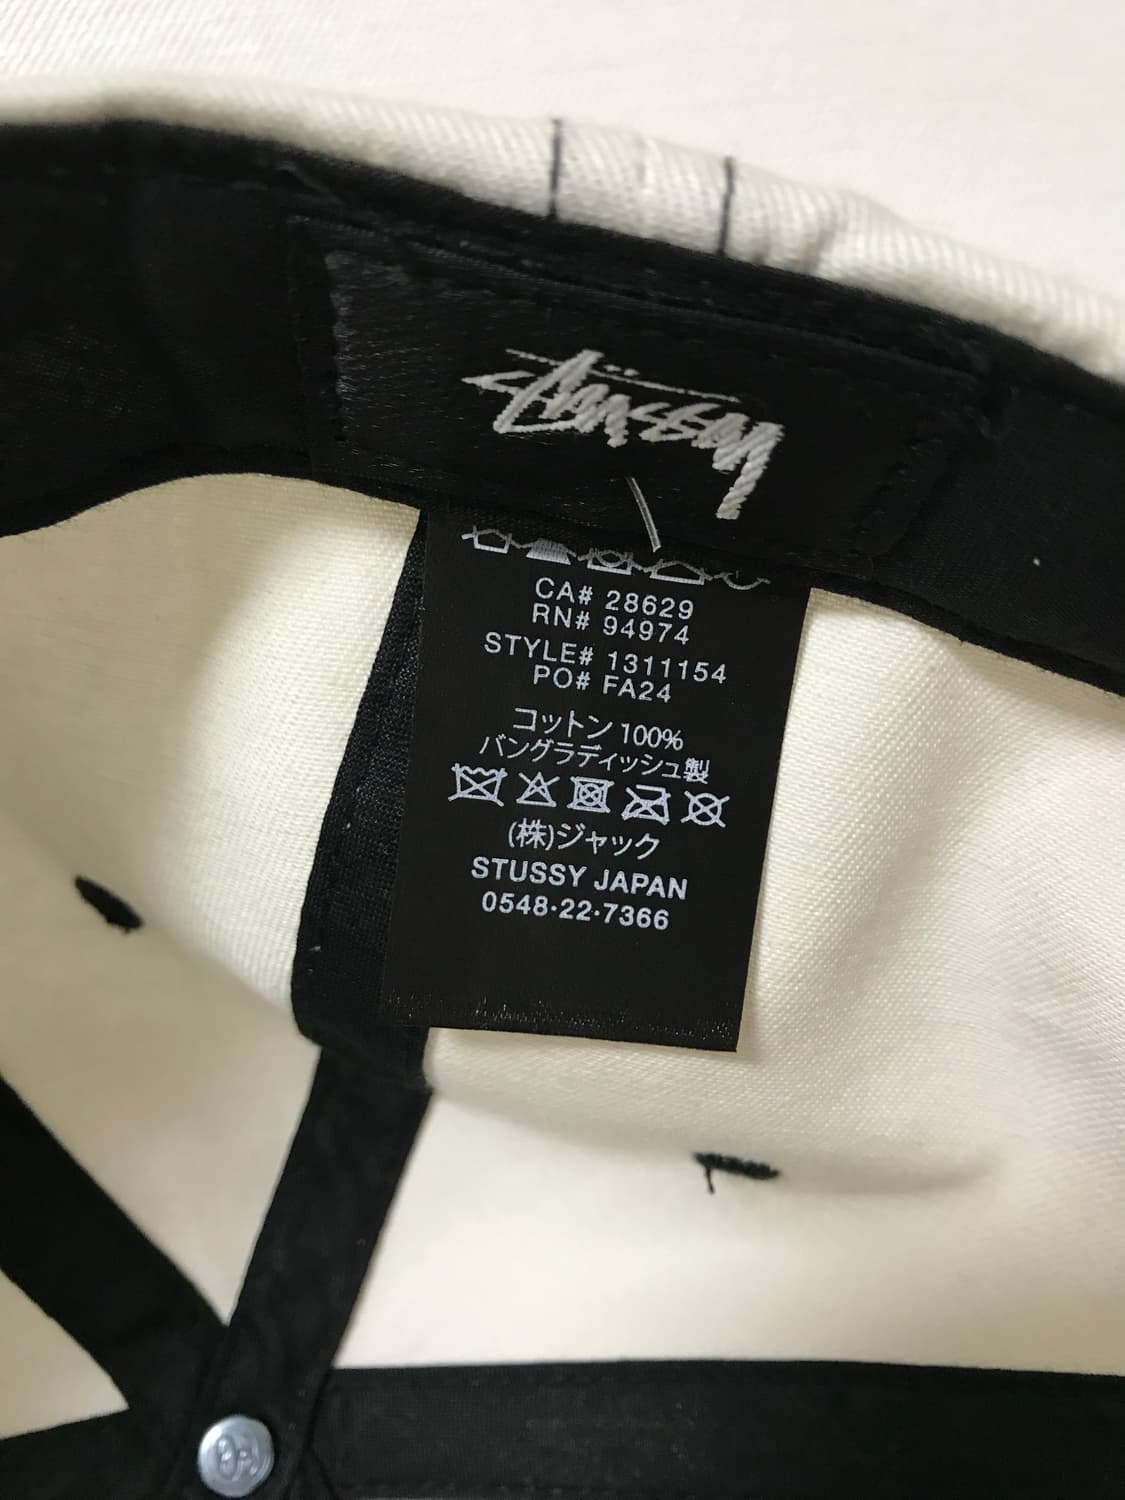 STÜSSY
CA# 28629
RN# 94974
STYLE# 1311154
PO# FA24
コットン 100%
バングラディッシュ製
(株)ジャック
STUSSY JAPAN
0548·22·7366